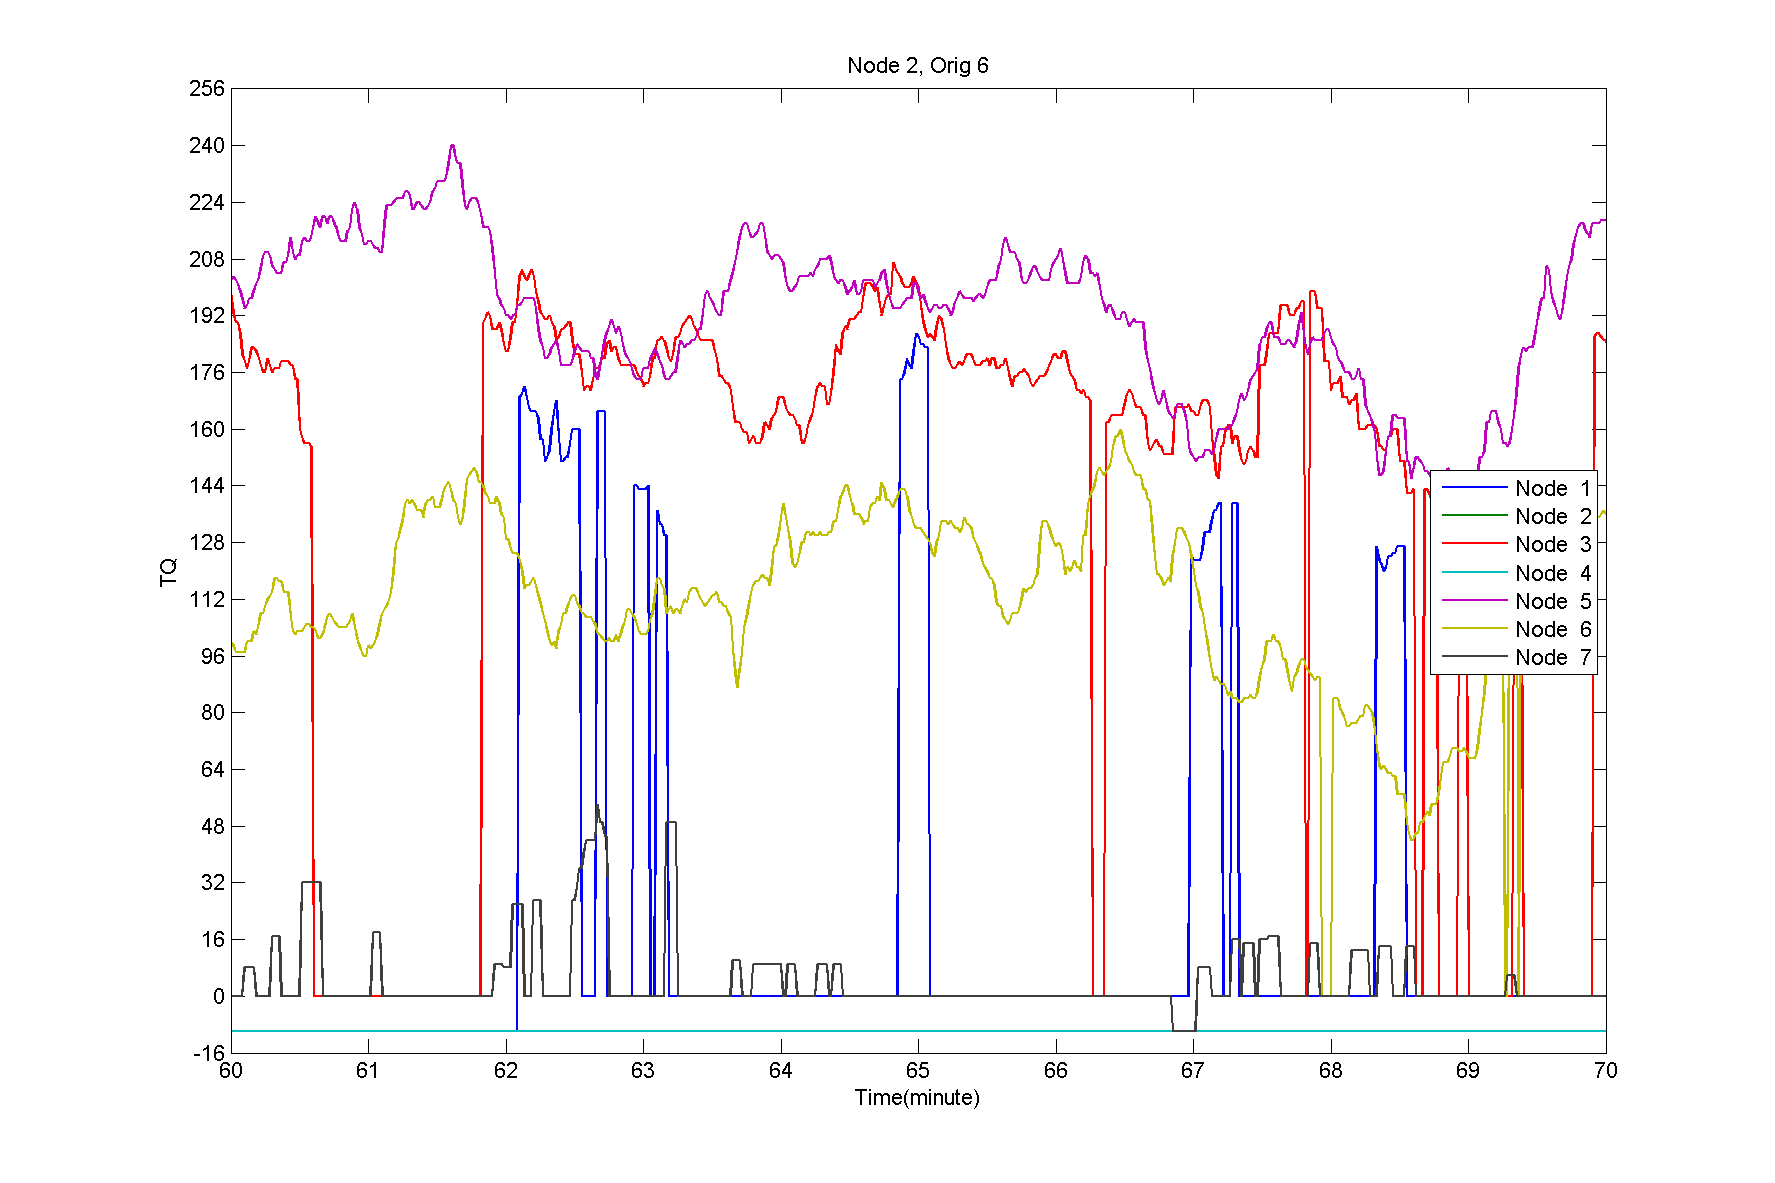 Node 2, Orig 6
256
240
224
208
192
176
160
144
128
112
96
80
64
48
32
16
0
-16
TQ
Node 1
Node 2
Node 3
Node 4
Node 5
Node 6
Node 7
60 61 62 63 64 65 66 67 68 69 70
Time(minute)